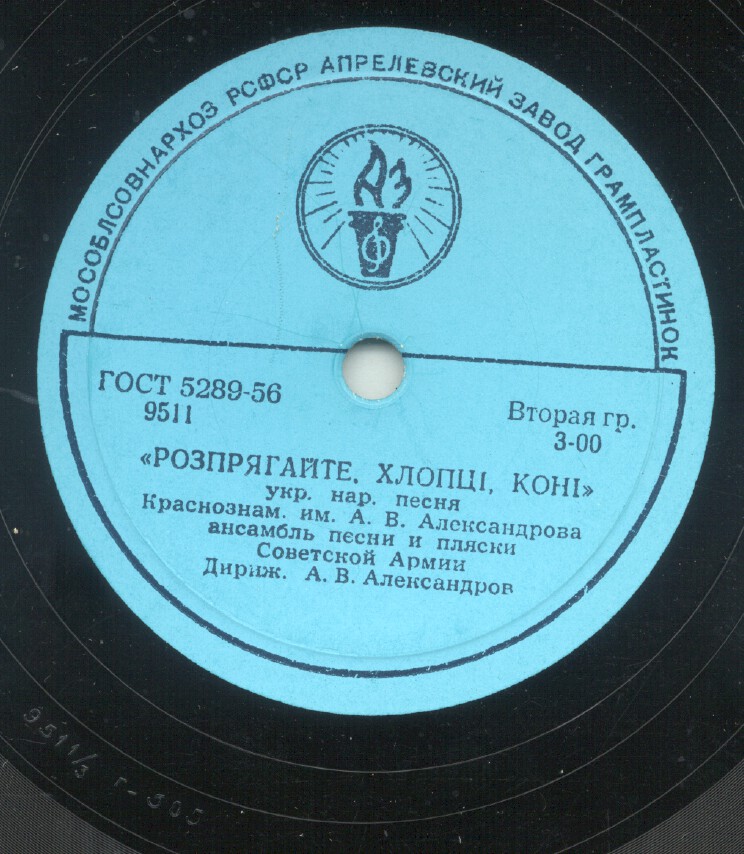 МОСОБЛСОВНАРХОЗ РСФСР АПРЕЛЕВСКИЙ ЗАВОД ГРАМПЛАСТИНОК
АЗ
ГОСТ 5289-56
9511
Вторая гр.
3-00
«РОЗПРЯГАЙТЕ, ХЛОПЦІ, КОНІ»
укр. нар. песня
Краснознам. им. А. В. Александрова
ансамбль песни и пляски
Советской Армии
Дириж. А. В. Александров
9511/3 г-305